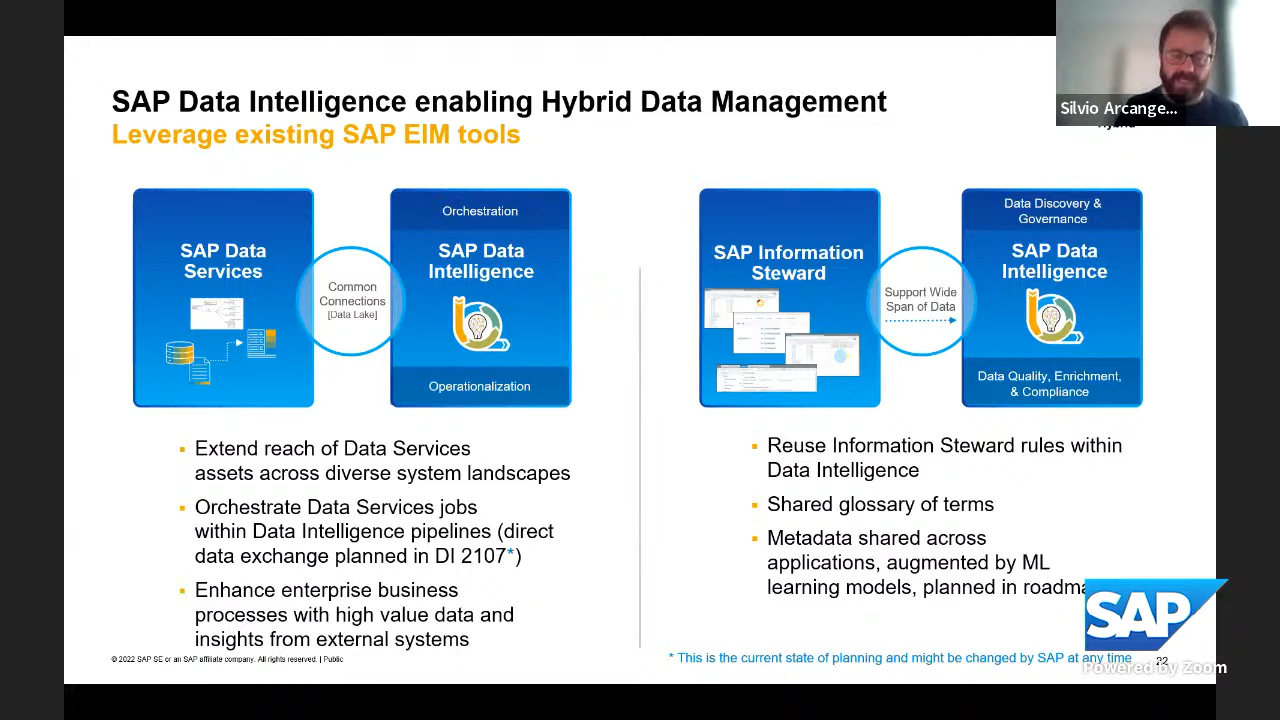 SAP Data Intelligence enabling Hybrid Data Management
Leverage existing SAP EIM tools
Silvio Arcange...
SAP Data
Services
Common
Connections
[Data Lake]
Orchestration
SAP Data
Intelligence
Operationalization
SAP Information
Steward
Support Wide
Span of Data
Data Discovery &
Governance
SAP Data
Intelligence
Data Quality, Enrichment,
& Compliance
▪ Extend reach of Data Services
assets across diverse system landscapes
▪ Orchestrate Data Services jobs
within Data Intelligence pipelines (direct
data exchange planned in DI 2107*)
▪ Enhance enterprise business
processes with high value data and
insights from external systems
▪ Reuse Information Steward rules within
Data Intelligence
▪ Shared glossary of terms
▪ Metadata shared across
applications, augmented by ML
learning models, planned in roadma
SAP
© 2022 SAP SE or an SAP affiliate company. All rights reserved. | Public
* This is the current state of planning and might be changed by SAP at any time
22
Powered by Zoom